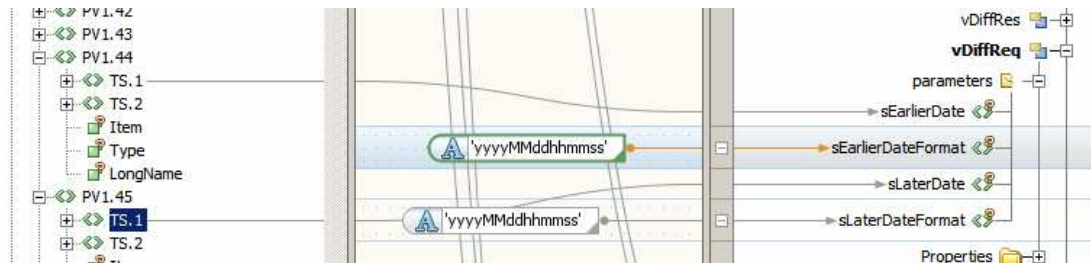 PV1.42
PV1.43
PV1.44
TS.1
TS.2
Item
Type
LongName
PV1.45
TS.1
TS.2
'yyyyMMddhhmmss'
'yyyyMMddhhmmss'
vDiffRes
vDiffReq
parameters
sEarlierDate
sEarlierDateFormat
sLaterDate
sLaterDateFormat
Properties